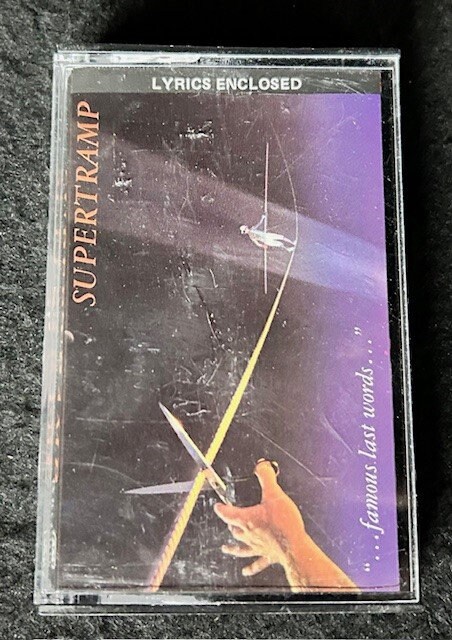 LYRICS ENCLOSED
SUPERTRAMP
“...famous last words...”